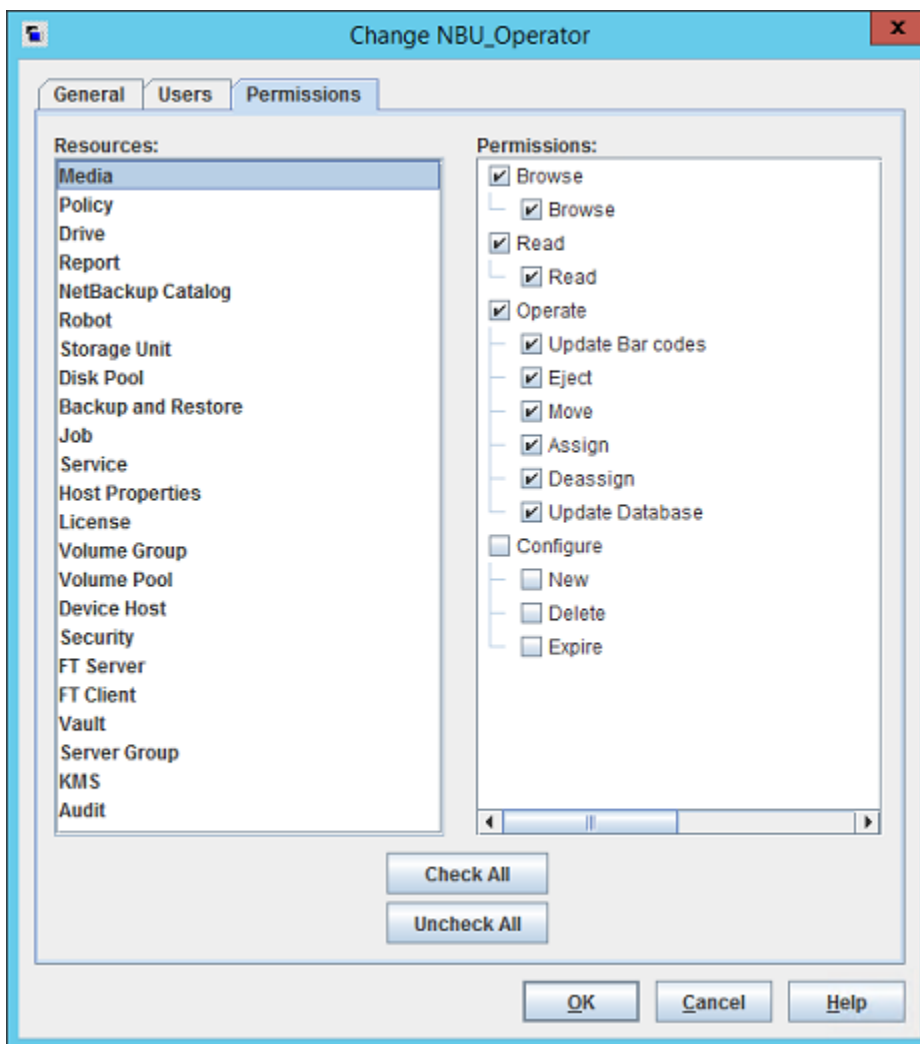 Change NBU_Operator
x
General Users Permissions
Resources:
Media
Policy
Drive
Report
NetBackup Catalog
Robot
Storage Unit
Disk Pool
Backup and Restore
Job
Service
Host Properties
License
Volume Group
Volume Pool
Device Host
Security
FT Server
FT Client
Vault
Server Group
KMS
Audit
Permissions:
Browse
Browse
Read
Read
Operate
Update Bar codes
Eject
Move
Assign
Deassign
Update Database
Configure
New
Delete
Expire
Check All
Uncheck All
OK Cancel Help